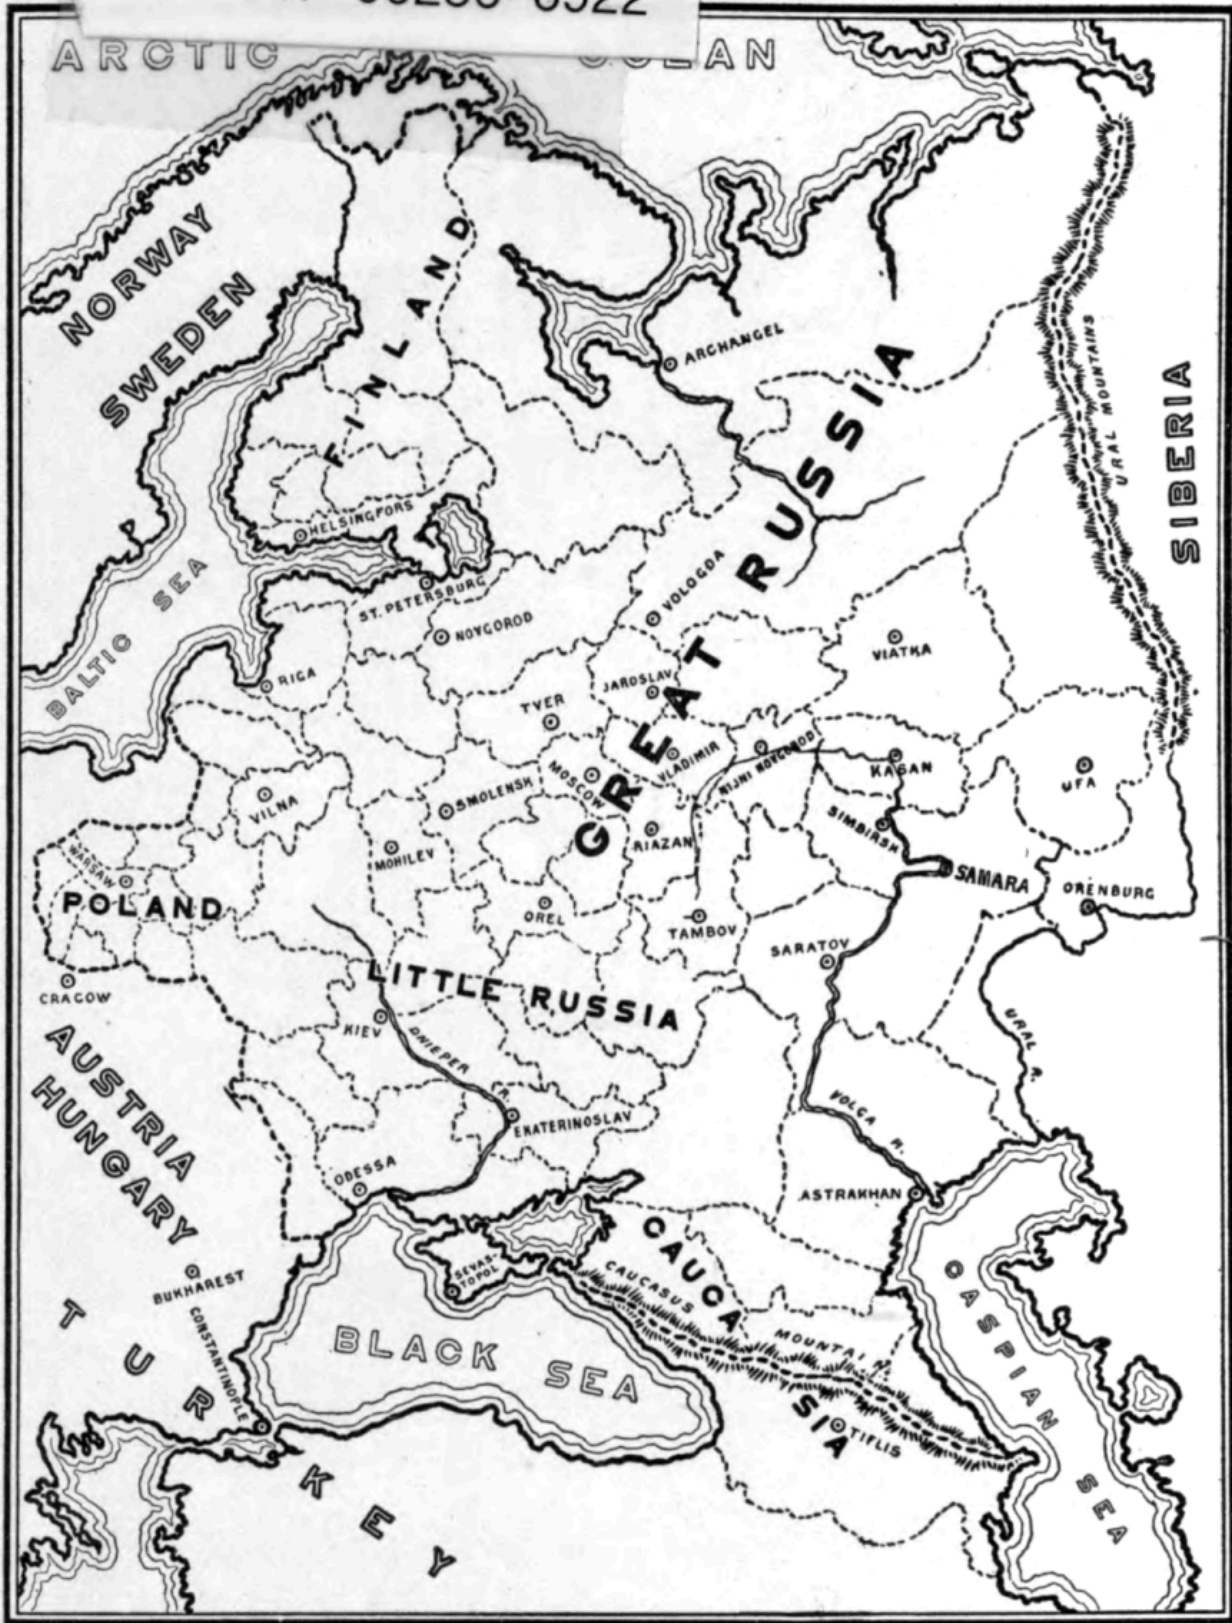 ARCTIC OCEAN
NORWAY
SWEDEN
FINLAND
ARCHANGEL
GREAT RUSSIA
URAL MOUNTAINS
SIBERIA
HELSINGFORS
BALTIC SEA
ST. PETERSBURG
NOVGOROD
VOLOGDA
VIATKA
RIGA
JAROSLAV
TVER
VLADIMIR
NIJNI NOVGOROD
MOSCOW
KASAN
UFA
VILNA
SMOLENSK
SIMBIRSK
MOHILEV
RIAZAN
WARSAW
SAMARA
ORENBURG
POLAND
OREL
TAMBOV
SARATOV
CRACOW
LITTLE RUSSIA
KIEV
DNIEPER R.
URAL R.
AUSTRIA
HUNGARY
EKATERINOSLAV
VOLGA R.
ODESSA
ASTRAKHAN
SEVAS-
TOPOL
CAUCASIA
CAUCASUS MOUNTAIN
BUKHAREST
CONSTANTINOPLE
TURKEY
BLACK SEA
CASPIAN SEA
TIFLIS